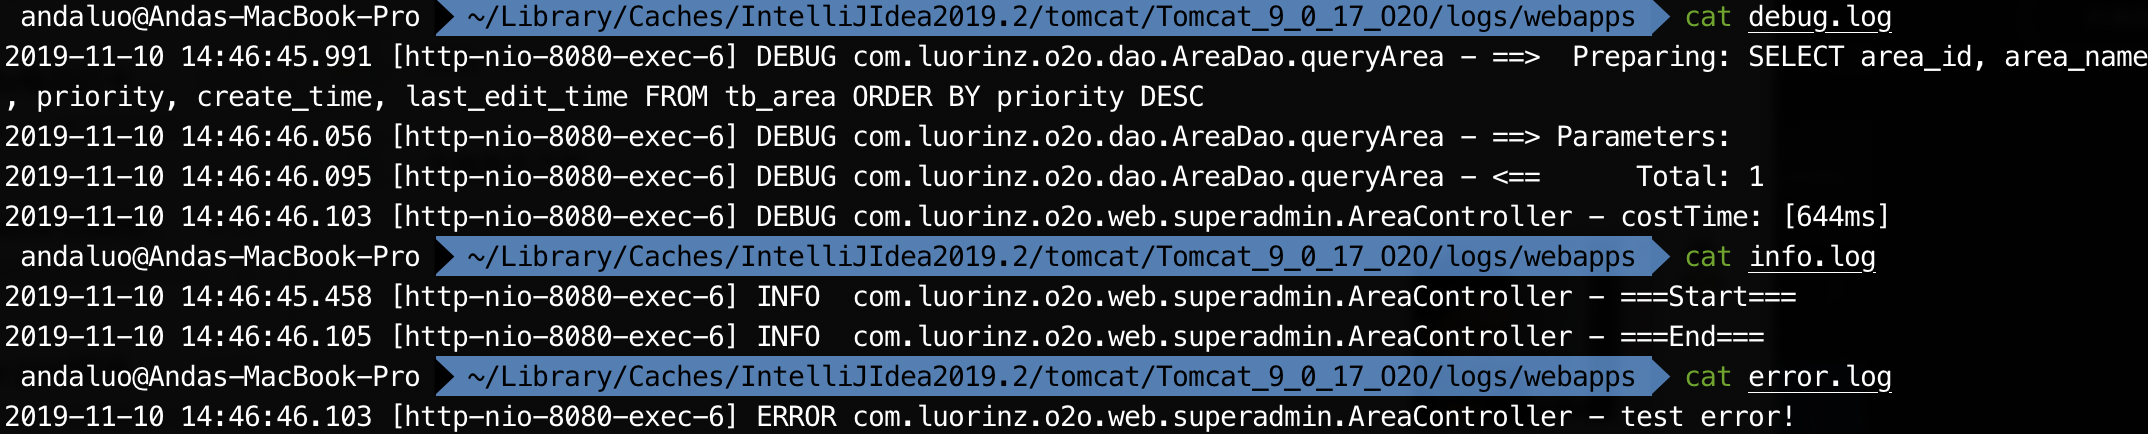 andaluo@Andas-MacBook-Pro ~/Library/Caches/IntelliJIdea2019.2/tomcat/Tomcat_9_0_17_O2O/logs/webapps cat debug.log
2019-11-10 14:46:45.991 [http-nio-8080-exec-6] DEBUG com.luorinz.o2o.dao.AreaDao.queryArea - ==>  Preparing: SELECT area_id, area_name
, priority, create_time, last_edit_time FROM tb_area ORDER BY priority DESC
2019-11-10 14:46:46.056 [http-nio-8080-exec-6] DEBUG com.luorinz.o2o.dao.AreaDao.queryArea - ==> Parameters:
2019-11-10 14:46:46.095 [http-nio-8080-exec-6] DEBUG com.luorinz.o2o.dao.AreaDao.queryArea - <==      Total: 1
2019-11-10 14:46:46.103 [http-nio-8080-exec-6] DEBUG com.luorinz.o2o.web.superadmin.AreaController - costTime: [644ms]
andaluo@Andas-MacBook-Pro ~/Library/Caches/IntelliJIdea2019.2/tomcat/Tomcat_9_0_17_O2O/logs/webapps cat info.log
2019-11-10 14:46:45.458 [http-nio-8080-exec-6] INFO  com.luorinz.o2o.web.superadmin.AreaController - ===Start===
2019-11-10 14:46:46.105 [http-nio-8080-exec-6] INFO  com.luorinz.o2o.web.superadmin.AreaController - ===End===
andaluo@Andas-MacBook-Pro ~/Library/Caches/IntelliJIdea2019.2/tomcat/Tomcat_9_0_17_O2O/logs/webapps cat error.log
2019-11-10 14:46:46.103 [http-nio-8080-exec-6] ERROR com.luorinz.o2o.web.superadmin.AreaController - test error!